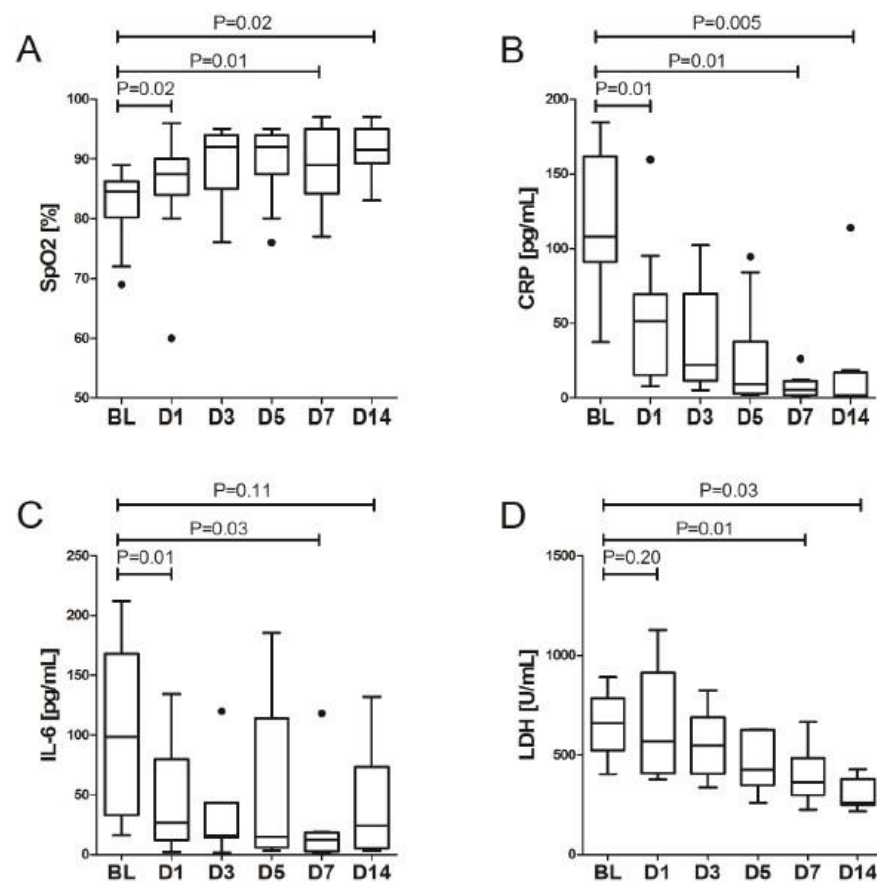 A
P=0.02
P=0.01
P=0.02
SpO2 [%]
100
90
80
70
60
50
BL D1 D3 D5 D7 D14
B
P=0.005
P=0.01
P=0.01
CRP [pg/mL]
200
150
100
50
0
BL D1 D3 D5 D7 D14
C
P=0.11
P=0.03
P=0.01
IL-6 [pg/mL]
250
200
150
100
50
0
BL D1 D3 D5 D7 D14
D
P=0.03
P=0.01
P=0.20
LDH [U/mL]
1500
1000
500
0
BL D1 D3 D5 D7 D14